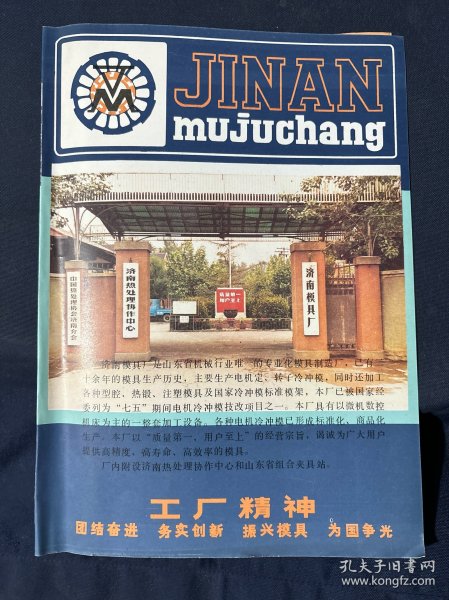 JINAN
mujuchang
中国热处理协会济南分会
济南热处理协作中心
质量第一
用户至上
济南模具厂
济南模具厂是山东省机械行业唯一的专业化模具制造厂，已有三
十余年的模具生产历史，主要生产电机定、转子冷冲模，同时还加工
各种型腔、热锻、注塑模具及国家冷冲模标准模架，本厂已被国家经
委列为“七五”期间电机冷冲模技改项目之一。本厂具有以微机数控
机床为主的一整套加工设备。各种电机冷冲模已形成标准化、商品化
生产。本厂以“质量第一，用户至上”的经营宗旨，竭诚为广大用户
提供高精度，高寿命、高效率的模具。
厂内附设济南热处理协作中心和山东省组合夹具站。
工厂精神
团结奋进 务实创新 振兴模具 为国争光
孔夫子旧书网
www.kongfz.com